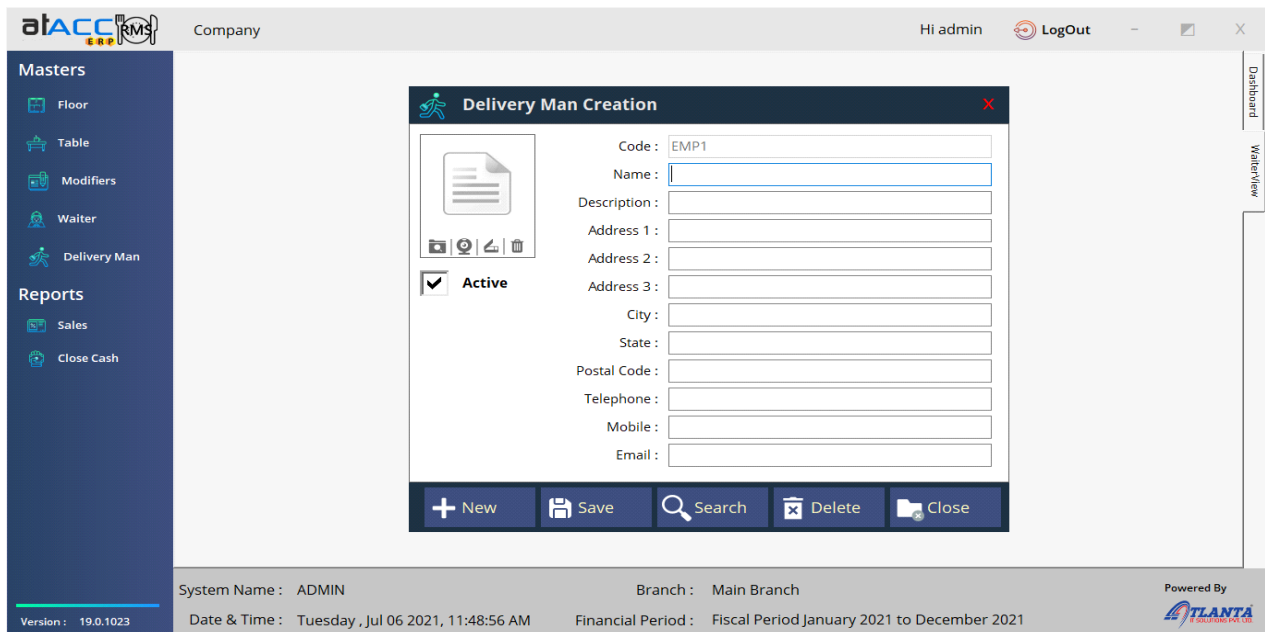 atACC ERP RMS
Company
Hi admin
LogOut
X
Masters
Floor
Table
Modifiers
Waiter
Delivery Man
Reports
Sales
Close Cash
Version : 19.0.1023
Delivery Man Creation
X
Code : EMP1
Name :
Description :
Address 1 :
Address 2 :
Address 3 :
City :
State :
Postal Code :
Telephone :
Mobile :
Email :
Active
New
Save
Search
Delete
Close
Dashboard
WaiterView
System Name : ADMIN
Branch : Main Branch
Date & Time : Tuesday , Jul 06 2021, 11:48:56 AM
Financial Period : Fiscal Period January 2021 to December 2021
Powered By
ATLANTA
IT SOLUTIONS PVT. LTD.